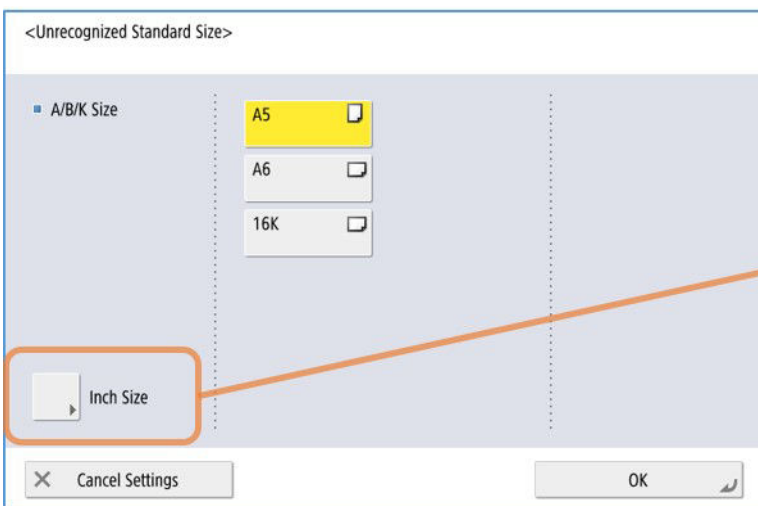 <Unrecognized Standard Size>
A/B/K Size
A5
A6
16K
Inch Size
Cancel Settings
OK